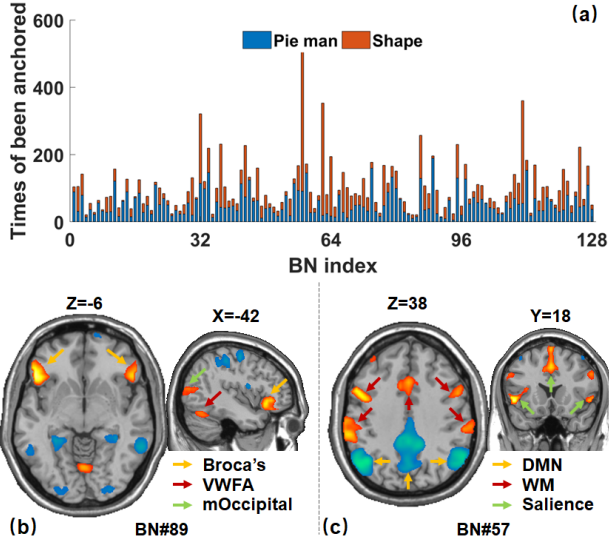 (a)
600
400
200
0
Times of been anchored
Pie man Shape
0 32 64 96 128
BN index
Z=-6 X=-42
Z=38 Y=18
Broca's
VWFA
mOccipital
(b) BN#89
DMN
WM
Salience
(c) BN#57